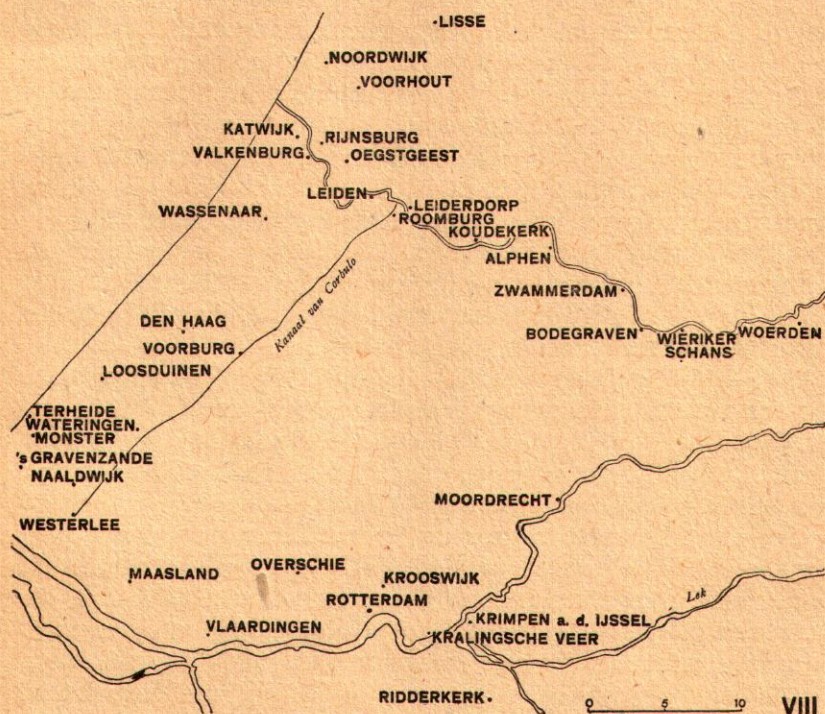 LISSE
NOORDWIJK
VOORHOUT
KATWIJK
RIJNSBURG
VALKENBURG
OEGSTGEEST
LEIDEN
WASSENAAR
LEIDERDORP
ROOMBURG
KOUDEKERK
ALPHEN
Kanaal van Corbulo
ZWAMMERDAM
DEN HAAG
VOORBURG
BODEGRAVEN
WIERIKER
SCHANS
WOERDEN
LOOSDUINEN
TERHEIDE
WATERINGEN
MONSTER
's GRAVENZANDE
NAALDWIJK
MOORDRECHT
WESTERLEE
MAASLAND
OVERSCHIE
KROOSWIJK
ROTTERDAM
Lek
VLAARDINGEN
KRIMPEN a. d. IJSSEL
KRALINGSCHE VEER
RIDDERKERK
0 5 10
VIII